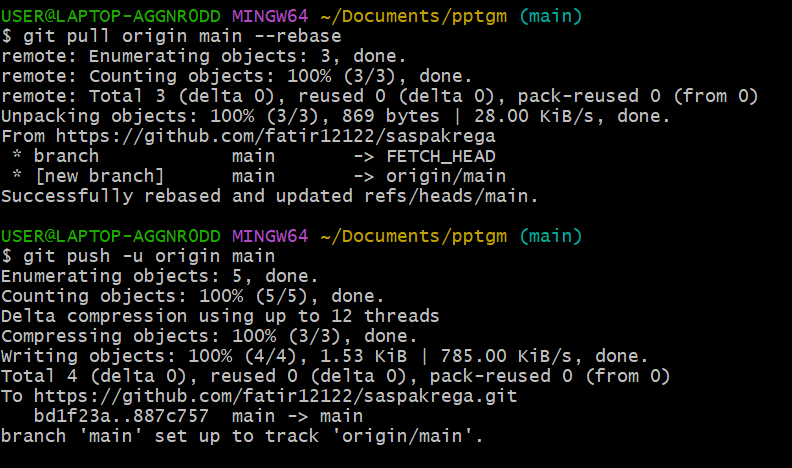 USER@LAPTOP-AGGNR0DD MINGW64 ~/Documents/pptgm (main)
$ git pull origin main --rebase
remote: Enumerating objects: 3, done.
remote: Counting objects: 100% (3/3), done.
remote: Total 3 (delta 0), reused 0 (delta 0), pack-reused 0 (from 0)
Unpacking objects: 100% (3/3), 869 bytes | 28.00 KiB/s, done.
From https://github.com/fatir12122/saspakrega
 * branch            main       -> FETCH_HEAD
 * [new branch]      main       -> origin/main
Successfully rebased and updated refs/heads/main.
USER@LAPTOP-AGGNR0DD MINGW64 ~/Documents/pptgm (main)
$ git push -u origin main
Enumerating objects: 5, done.
Counting objects: 100% (5/5), done.
Delta compression using up to 12 threads
Compressing objects: 100% (3/3), done.
Writing objects: 100% (4/4), 1.53 KiB | 785.00 KiB/s, done.
Total 4 (delta 0), reused 0 (delta 0), pack-reused 0 (from 0)
To https://github.com/fatir12122/saspakrega.git
   bd1f23a..887c757  main -> main
branch 'main' set up to track 'origin/main'.